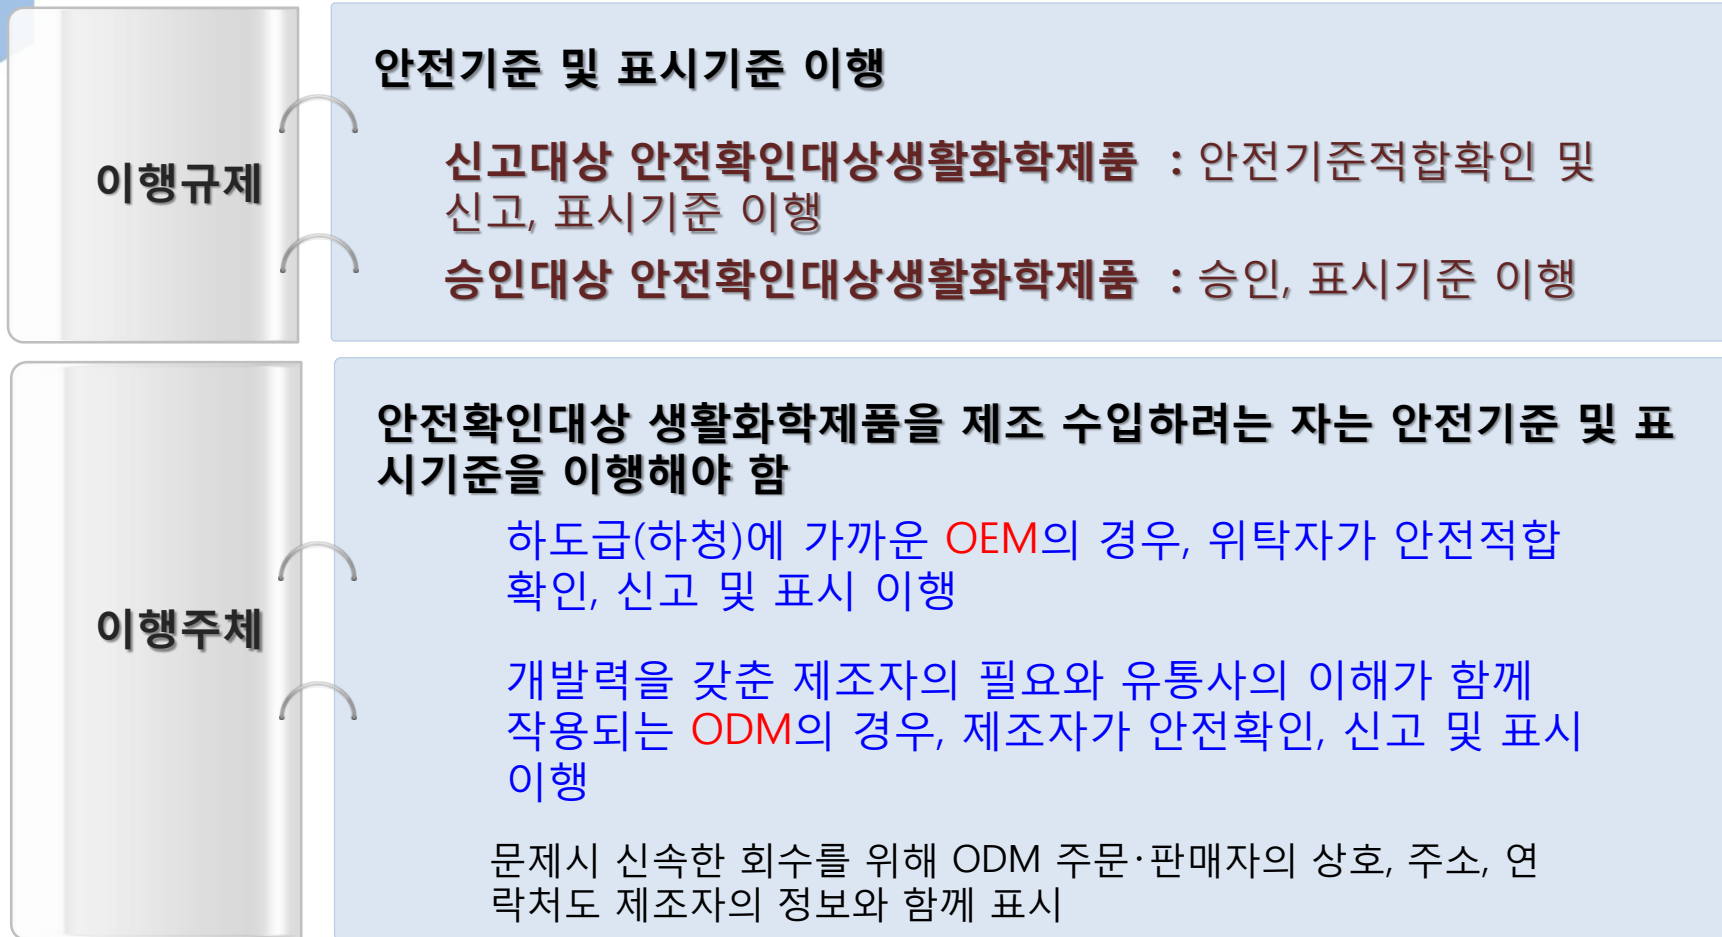 이행규제
안전기준 및 표시기준 이행
신고대상 안전확인대상생활화학제품 : 안전기준적합확인 및
신고, 표시기준 이행
승인대상 안전확인대상생활화학제품 : 승인, 표시기준 이행
이행주체
안전확인대상 생활화학제품을 제조 수입하려는 자는 안전기준 및 표
시기준을 이행해야 함
하도급(하청)에 가까운 OEM의 경우, 위탁자가 안전적합
확인, 신고 및 표시 이행
개발력을 갖춘 제조자의 필요와 유통사의 이해가 함께
작용되는 ODM의 경우, 제조자가 안전확인, 신고 및 표시
이행
문제시 신속한 회수를 위해 ODM 주문·판매자의 상호, 주소, 연
락처도 제조자의 정보와 함께 표시